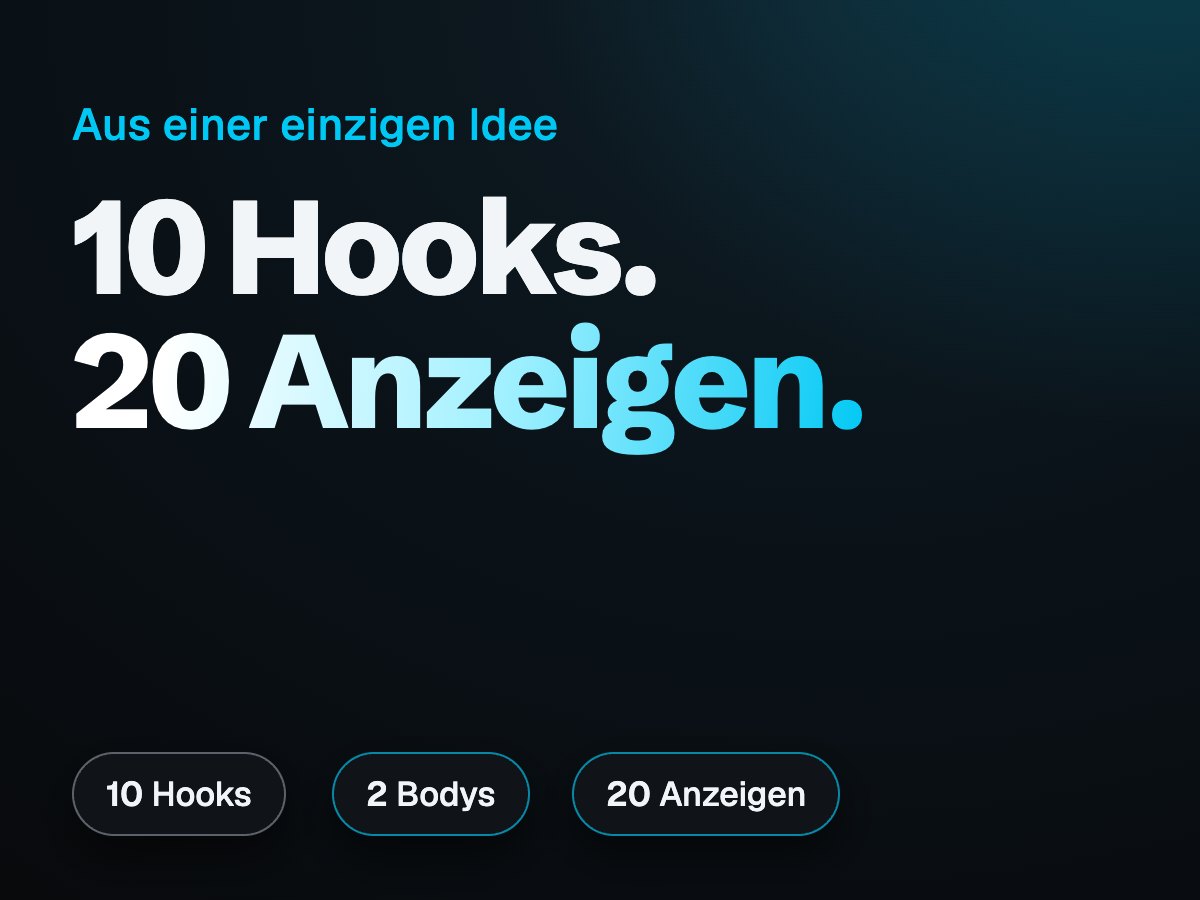 Aus einer einzigen Idee
10 Hooks.
20 Anzeigen.
10 Hooks
2 Bodys
20 Anzeigen